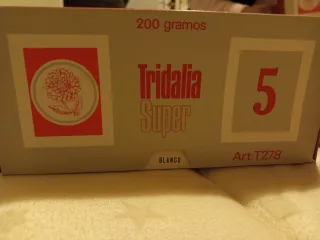 200 gramos
Tridalia
Super
5
BLANCO
Art. T278